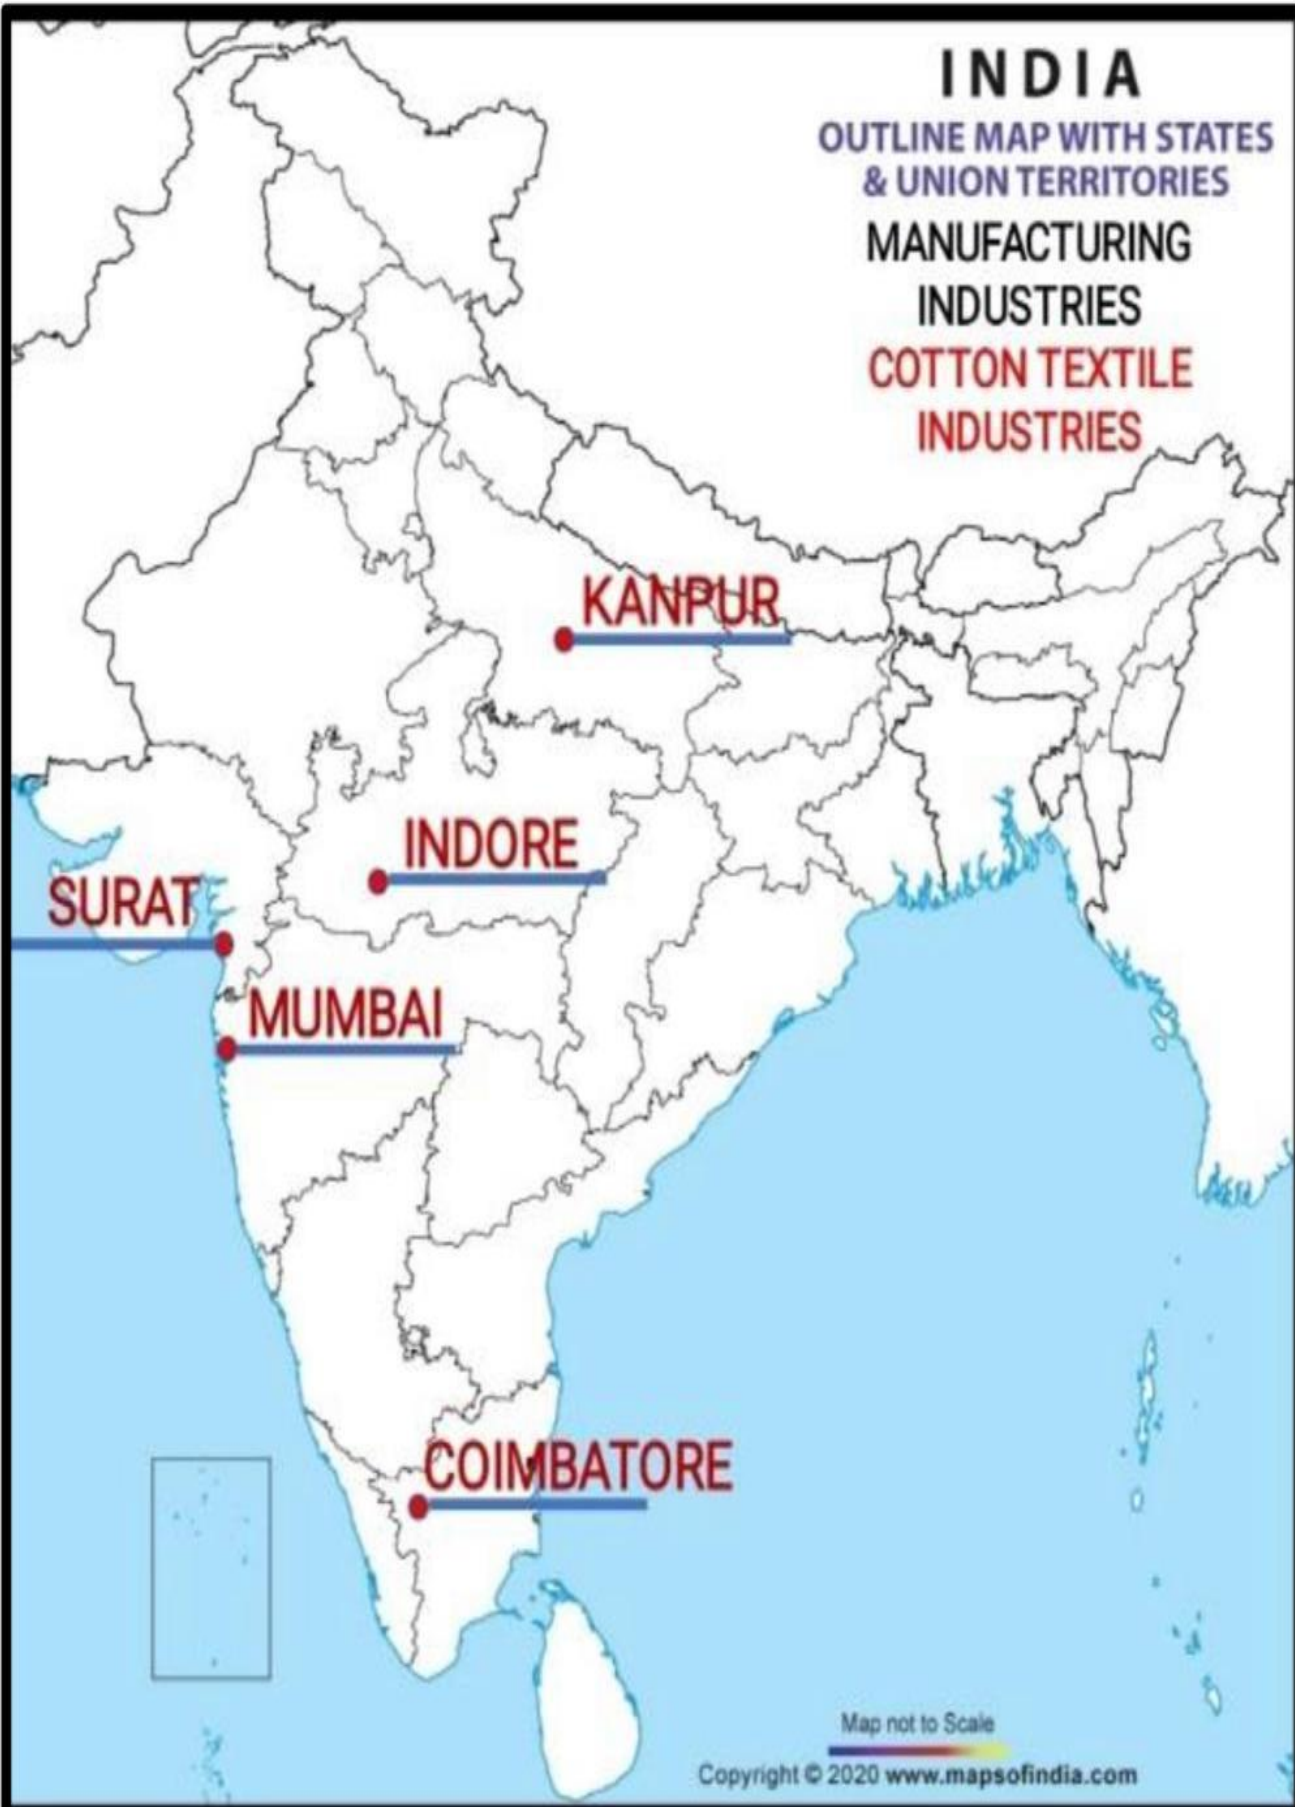 INDIA
OUTLINE MAP WITH STATES
& UNION TERRITORIES
MANUFACTURING
INDUSTRIES
COTTON TEXTILE
INDUSTRIES
KANPUR
INDORE
SURAT
MUMBAI
COIMBATORE
Map not to Scale
Copyright © 2020 www.mapsofindia.com